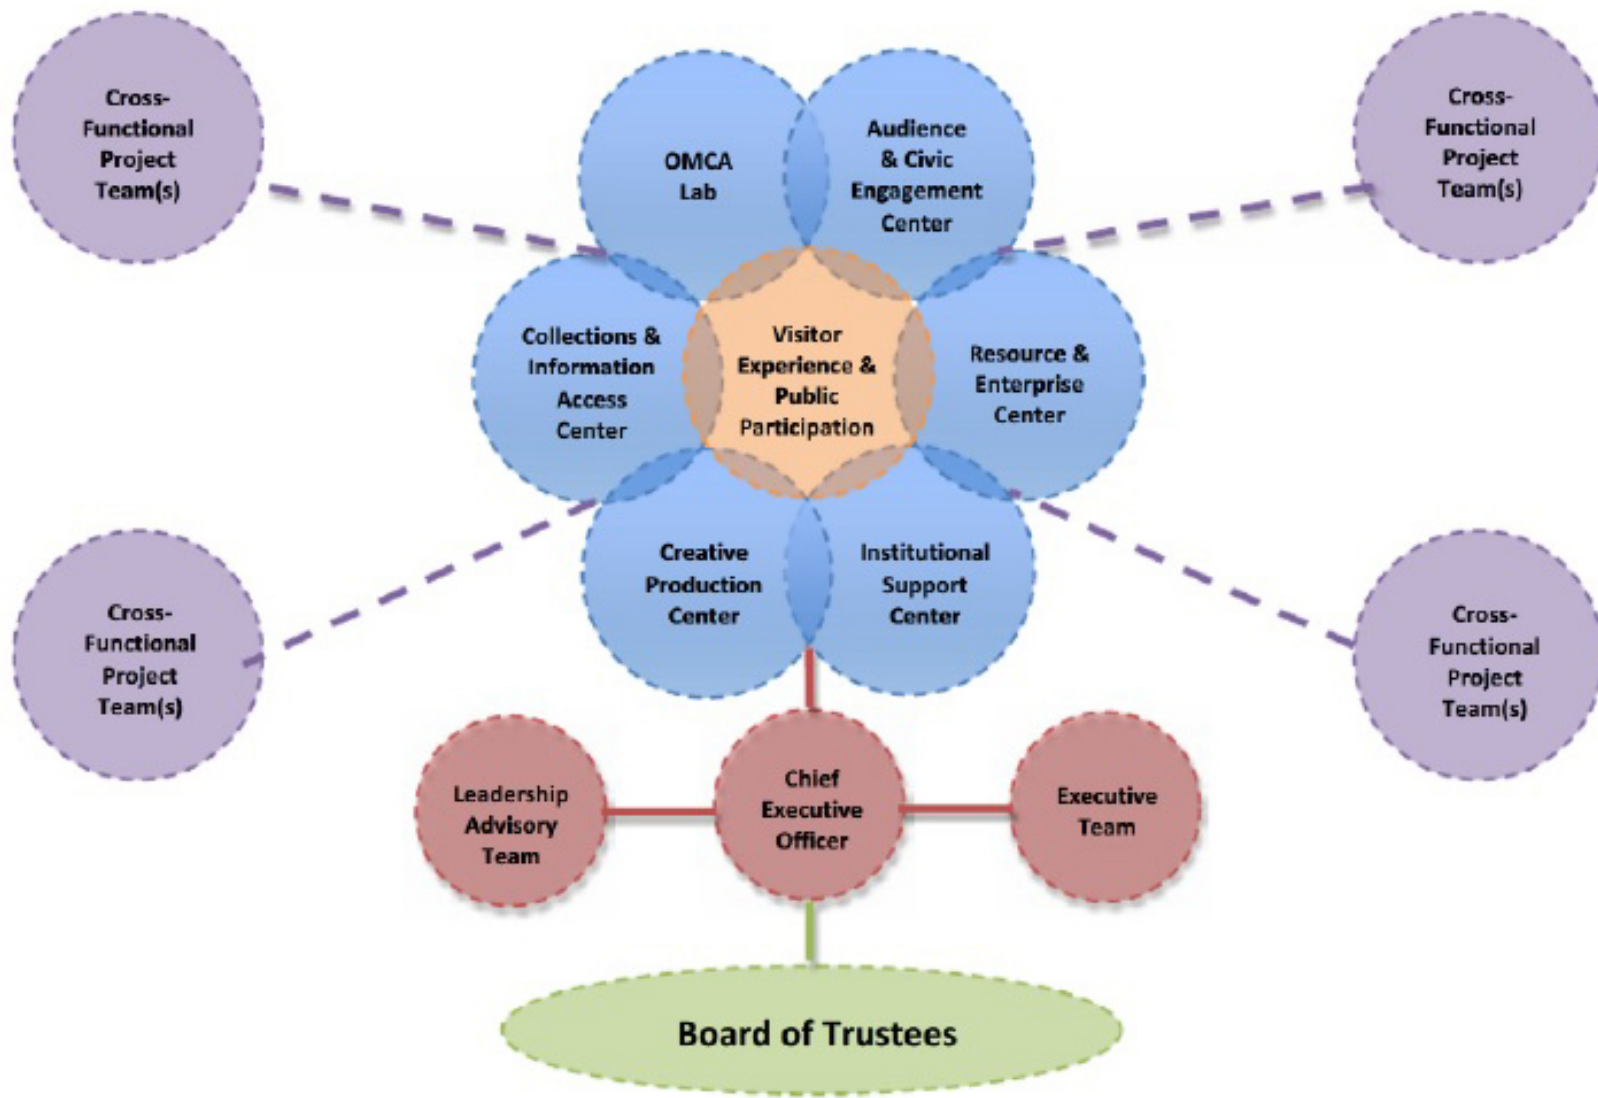 Cross-
Functional
Project
Team(s)
OMCA
Lab
Audience
& Civic
Engagement
Center
Cross-
Functional
Project
Team(s)
Collections &
Information
Access
Center
Visitor
Experience &
Public
Participation
Resource &
Enterprise
Center
Cross-
Functional
Project
Team(s)
Creative
Production
Center
Institutional
Support
Center
Cross-
Functional
Project
Team(s)
Leadership
Advisory
Team
Chief
Executive
Officer
Executive
Team
Board of Trustees